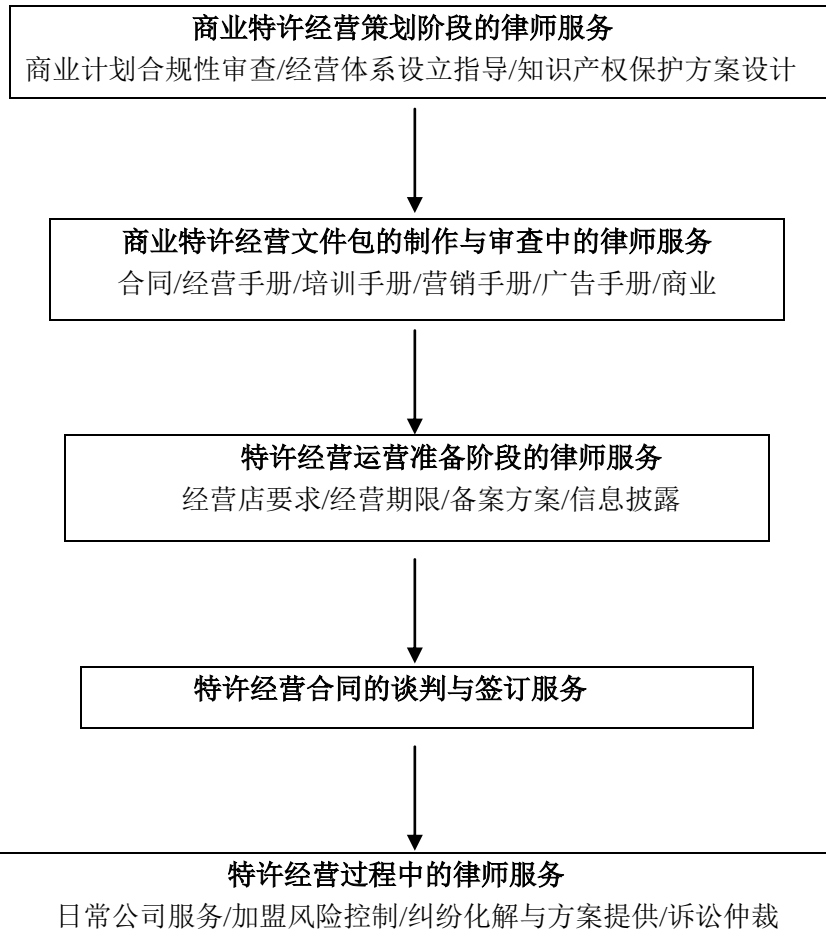 商业特许经营策划阶段的律师服务
商业计划合规性审查/经营体系设立指导/知识产权保护方案设计
商业特许经营文件包的制作与审查中的律师服务
合同/经营手册/培训手册/营销手册/广告手册/商业
特许经营运营准备阶段的律师服务
经营店要求/经营期限/备案方案/信息披露
特许经营合同的谈判与签订服务
特许经营过程中的律师服务
日常公司服务/加盟风险控制/纠纷化解与方案提供/诉讼仲裁